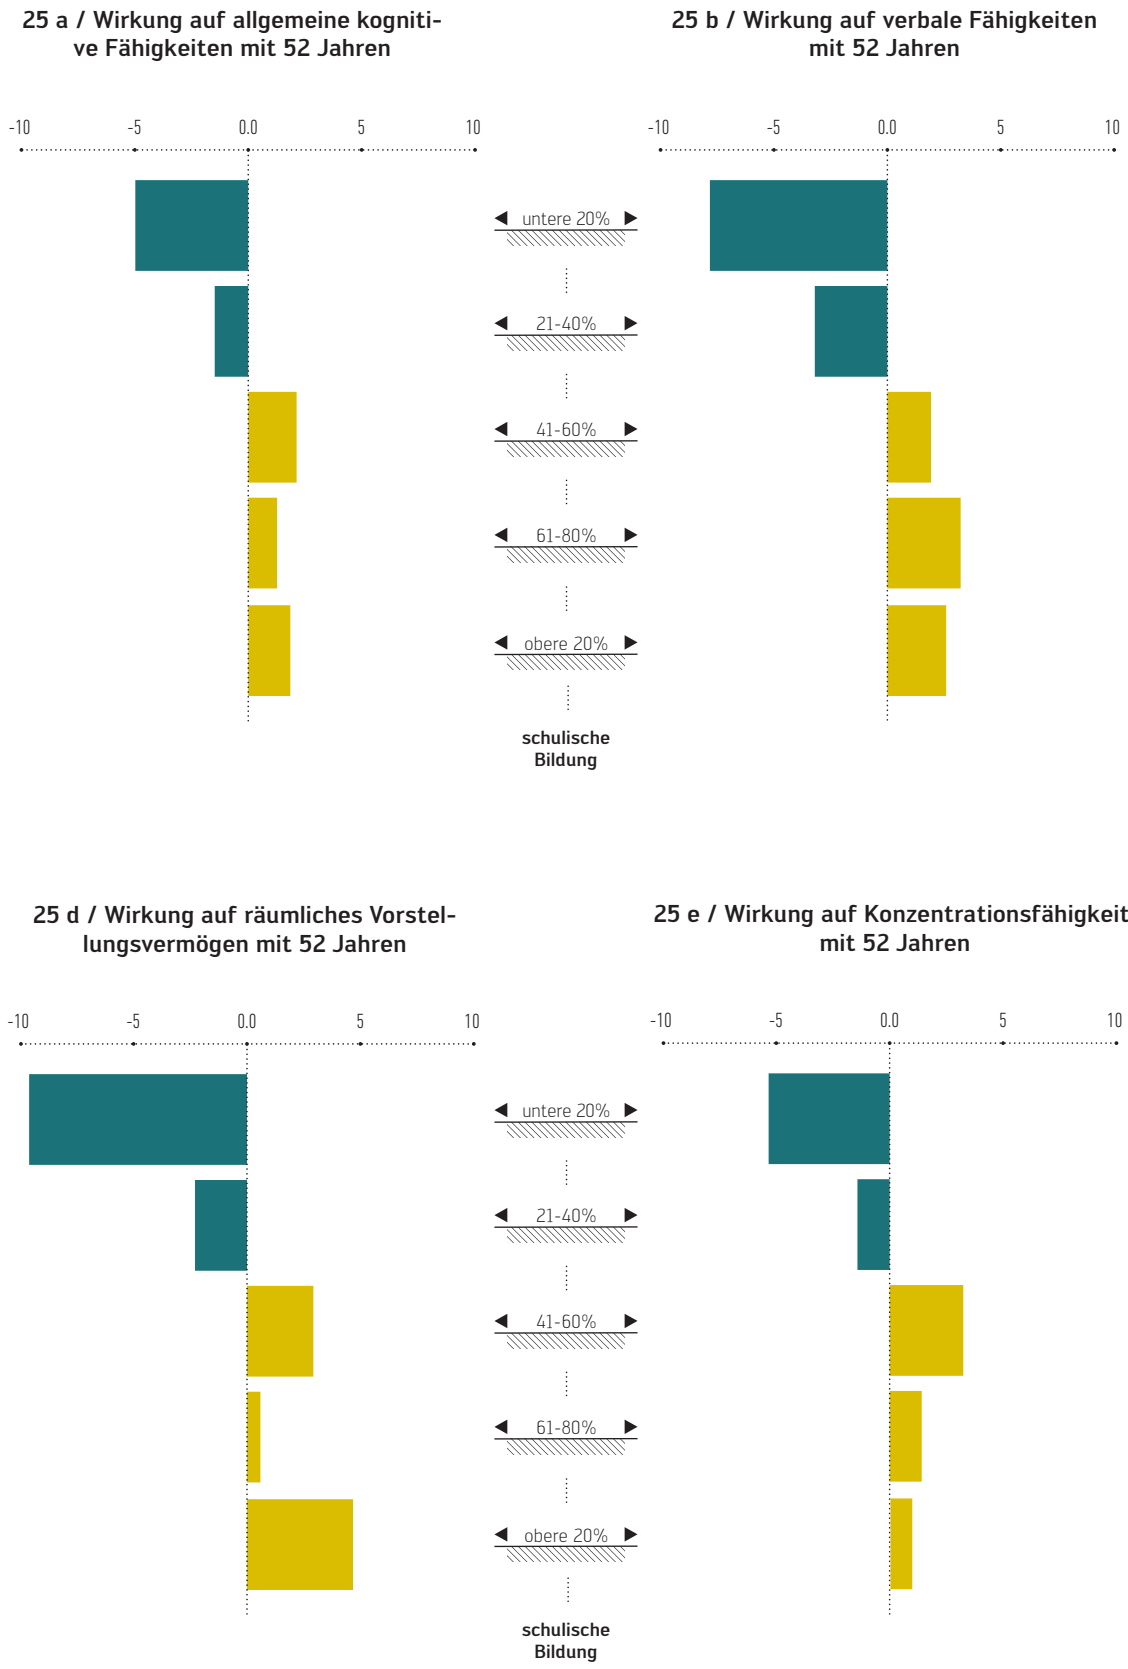 25 a / Wirkung auf allgemeine kogniti-
ve Fähigkeiten mit 52 Jahren
25 b / Wirkung auf verbale Fähigkeiten
mit 52 Jahren
-10 -5 0.0 5 10
-10 -5 0.0 5 10
untere 20%
21-40%
41-60%
61-80%
obere 20%
schulische
Bildung
25 d / Wirkung auf räumliches Vorstel-
lungsvermögen mit 52 Jahren
25 e / Wirkung auf Konzentrationsfähigkeit
mit 52 Jahren
-10 -5 0.0 5 10
-10 -5 0.0 5 10
untere 20%
21-40%
41-60%
61-80%
obere 20%
schulische
Bildung